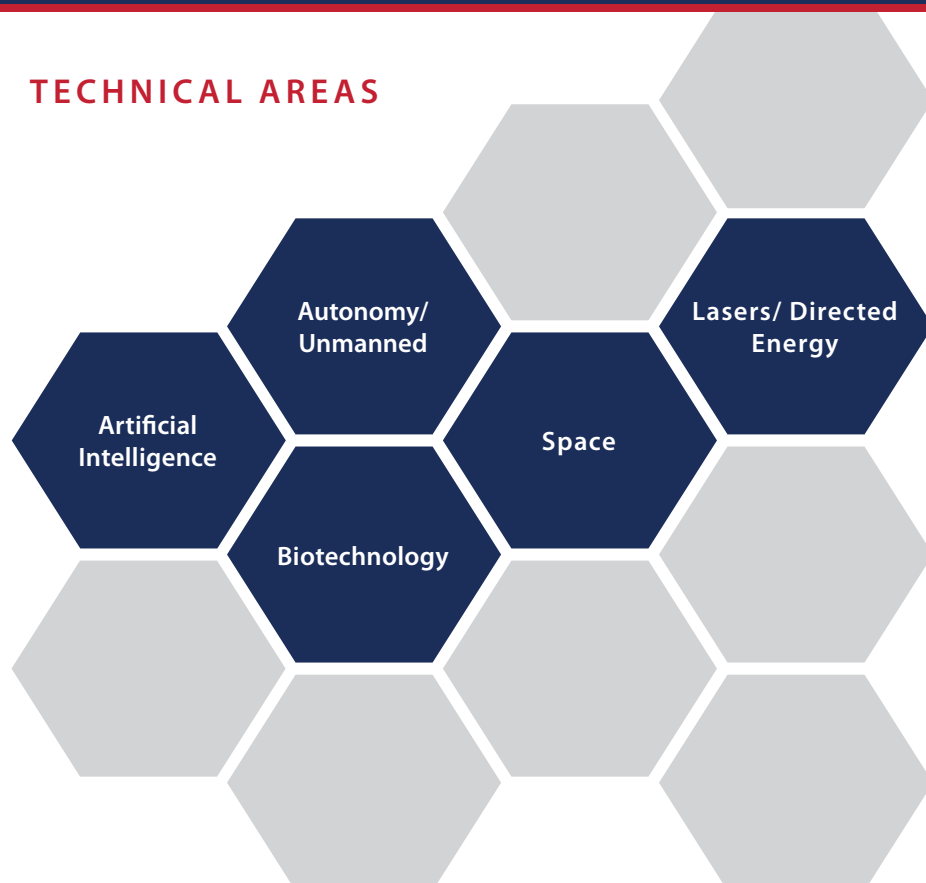 TECHNICAL AREAS
Autonomy/
Unmanned
Lasers/ Directed
Energy
Artificial
Intelligence
Space
Biotechnology